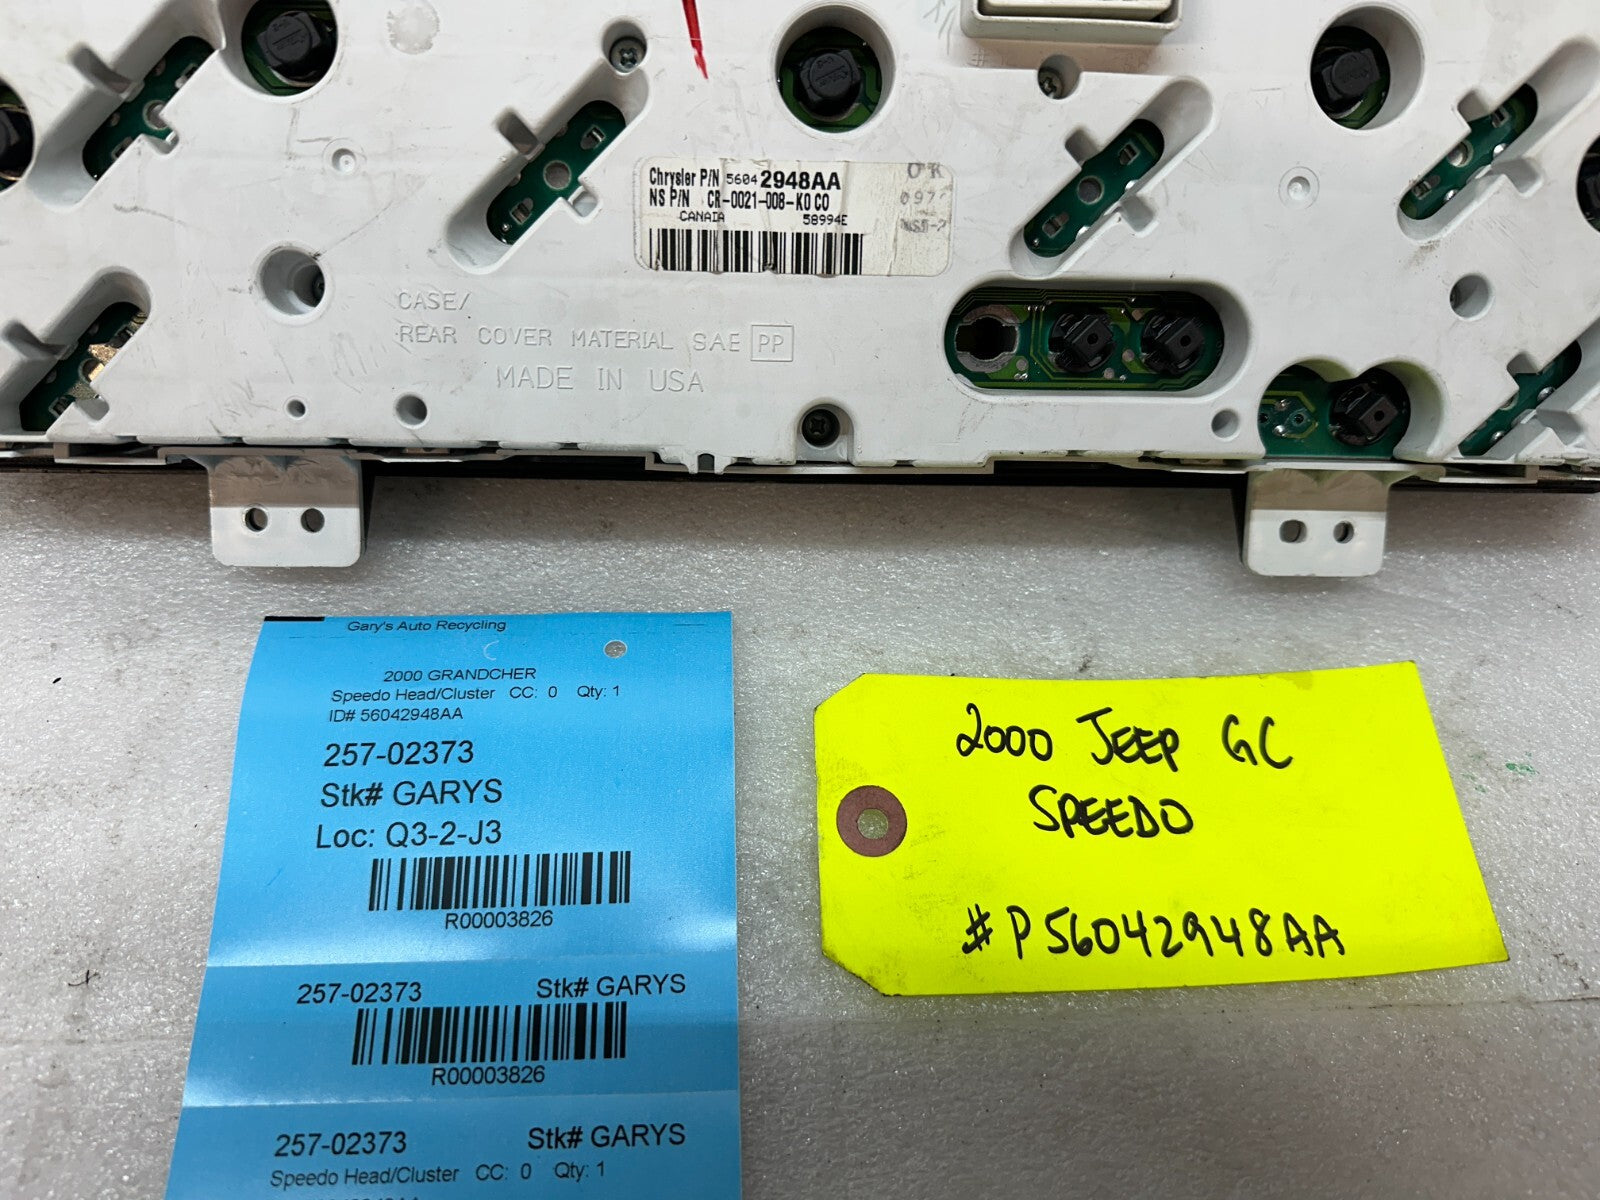 Chrysler P/N 56042948AA
NS P/N CR-0021-008-K0 C0
58994E
OK
CASE/
REAR COVER MATERIAL SAE PP
MADE IN USA
Gary's Auto Recycling
2000 GRANDCHER
Speedo Head/Cluster CC: 0 Qty: 1
ID# 56042948AA
257-02373
Stk# GARYS
Loc: Q3-2-J3
R00003826
257-02373 Stk# GARYS
R00003826
257-02373 Stk# GARYS
Speedo Head/Cluster CC: 0 Qty: 1
2000 JEEP GC
SPEEDO
#P56042948AA